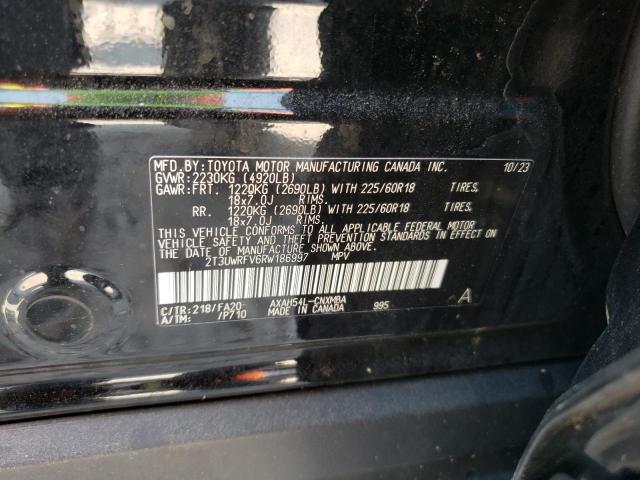 MFD.BY:TOYOTA MOTOR MANUFACTURING CANADA INC. 10/23
GVWR:2230KG (4920LB)
GAWR:FRT. 1220KG (2690LB) WITH 225/60R18 TIRES.
18x7.0J RIMS.
RR. 1220KG (2690LB) WITH 225/60R18 TIRES.
18x7.0J RIMS.
THIS VEHICLE CONFORMS TO ALL APPLICABLE FEDERAL MOTOR
VEHICLE SAFETY AND THEFT PREVENTION STANDARDS IN EFFECT ON
THE DATE OF MANUFACTURE SHOWN ABOVE.
2T3UWRFV6RW186997 MPV
C/TR:218/FA20- AXAH54L-CNXMBA A
A/TM: /P710 MADE IN CANADA 995